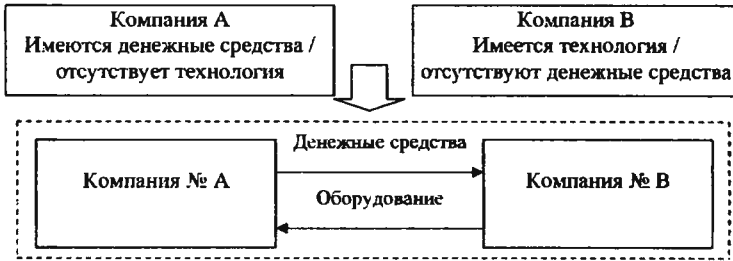 Компания А
Имеются денежные средства /
отсутствует технология
Компания В
Имеется технология /
отсутствуют денежные средства
Денежные средства
Компания № А
Компания № В
Оборудование